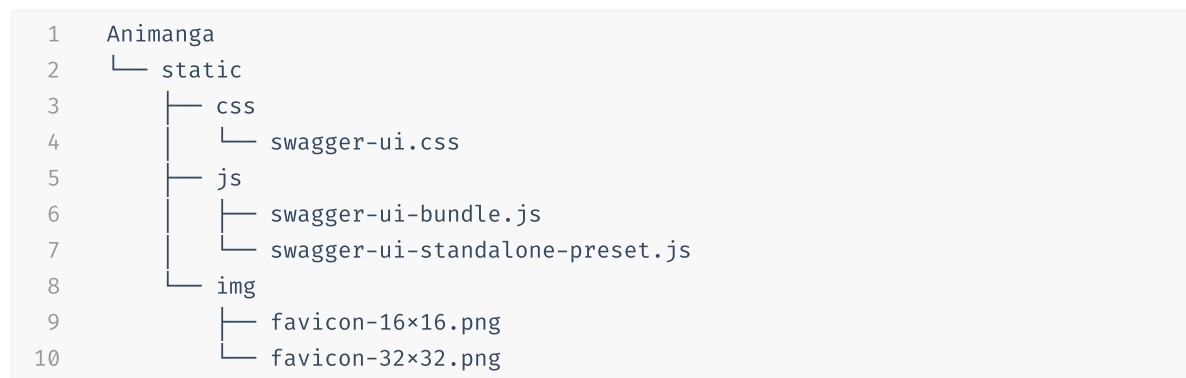 1 Animanga
2 └── static
3     ├── css
4     │   └── swagger-ui.css
5     ├── js
6     │   ├── swagger-ui-bundle.js
7     │   └── swagger-ui-standalone-preset.js
8     └── img
9         ├── favicon-16×16.png
10         └── favicon-32×32.png